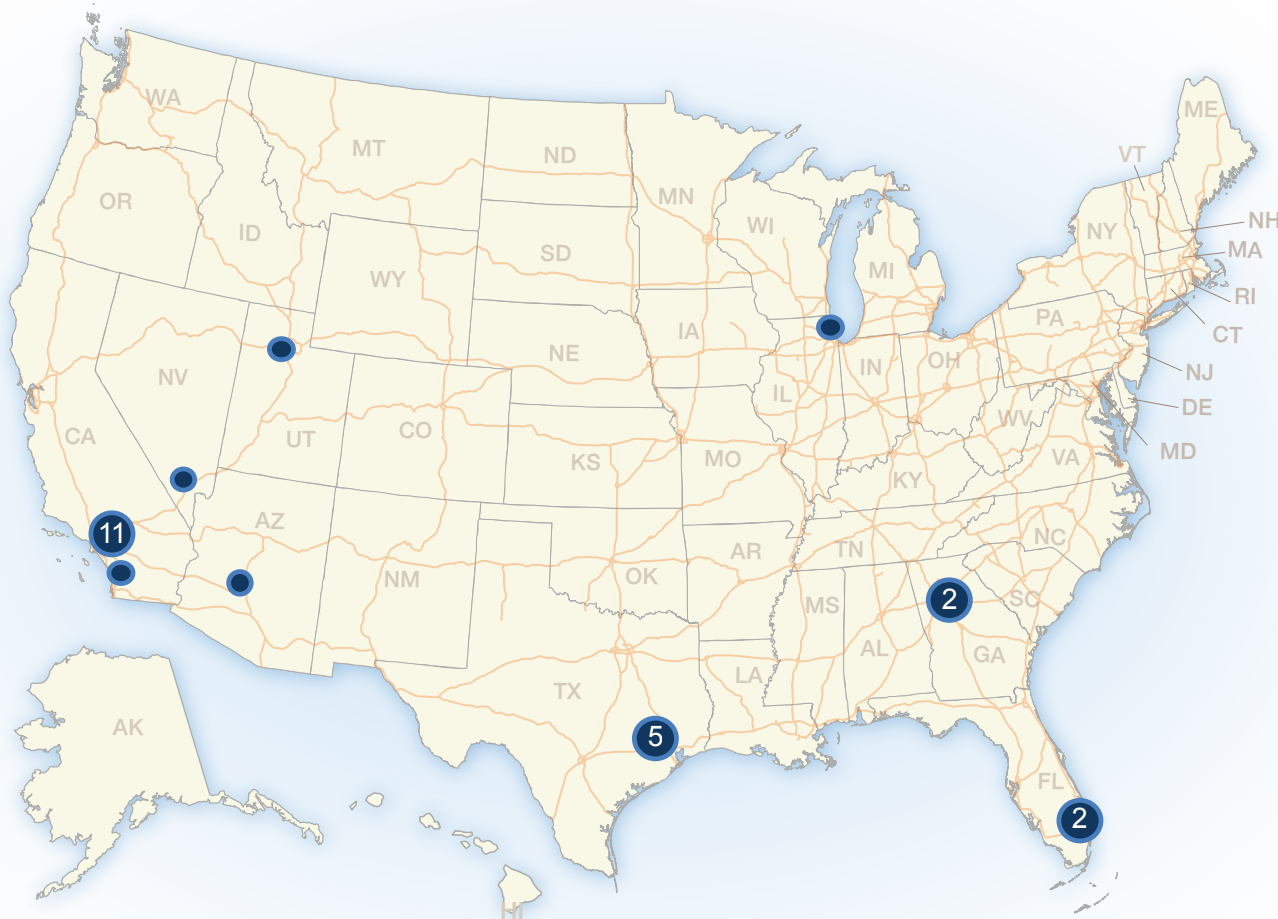 ME
WA
MT
ND
VT
MN
OR
WI
NH
NY
ID
SD
MA
MI
WY
RI
PA
IA
CT
NE
OH
IN
NJ
NV
IL
DE
WV
CO
CA
UT
MD
VA
MO
KS
KY
AZ
11
NC
TN
AR
OK
NM
2
SC
MS
AL
GA
LA
TX
AK
5
FL
2
HI